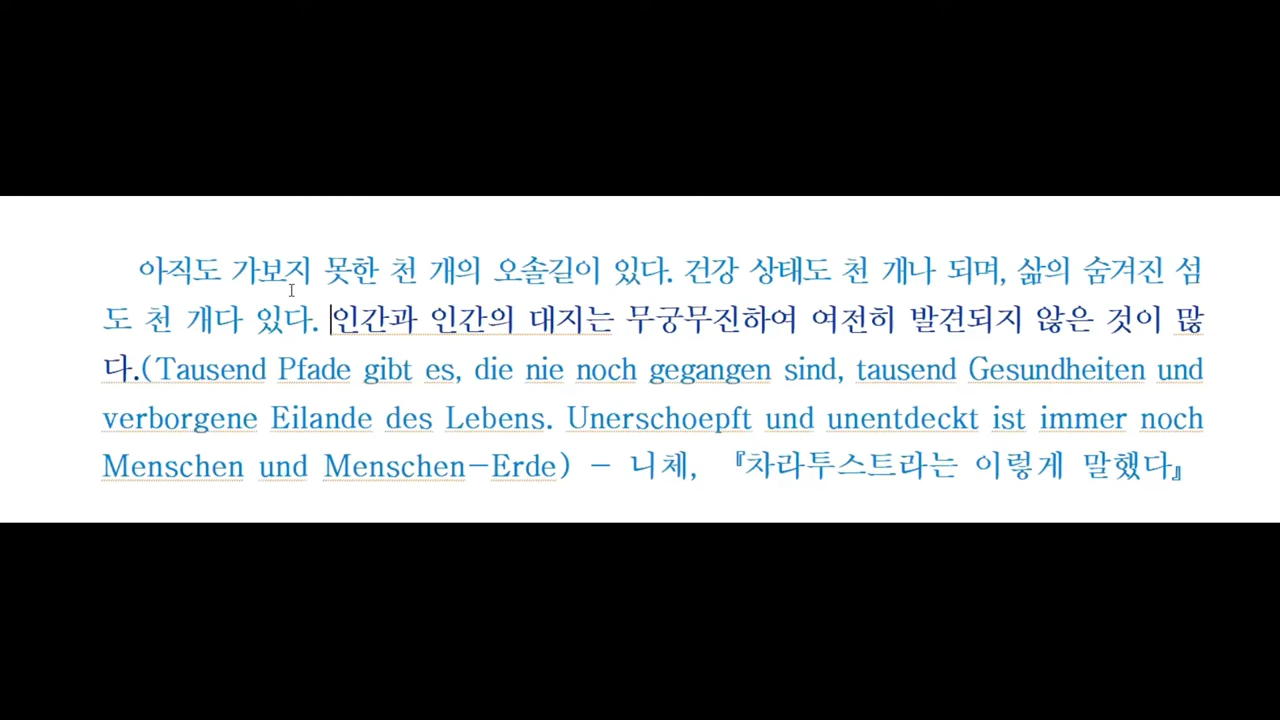 아직도 가보지 못한 천 개의 오솔길이 있다. 건강 상태도 천 개나 되며, 삶의 숨겨진 섬
도 천 개다 있다. 인간과 인간의 대지는 무궁무진하여 여전히 발견되지 않은 것이 많
다.(Tausend Pfade gibt es, die nie noch gegangen sind, tausend Gesundheiten und
verborgene Eilande des Lebens. Unerschoepft und unentdeckt ist immer noch
Menschen und Menschen-Erde) - 니체, 『차라투스트라는 이렇게 말했다』